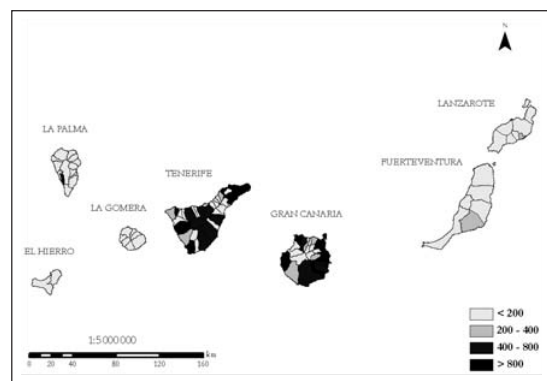 N
LANZAROTE
LA PALMA
FUERTEVENTURA
TENERIFE
LA GOMERA
GRAN CANARIA
EL HIERRO
< 200
200 - 400
400 - 800
> 800
1:5 000 000
km
0 20 40 80 120 160